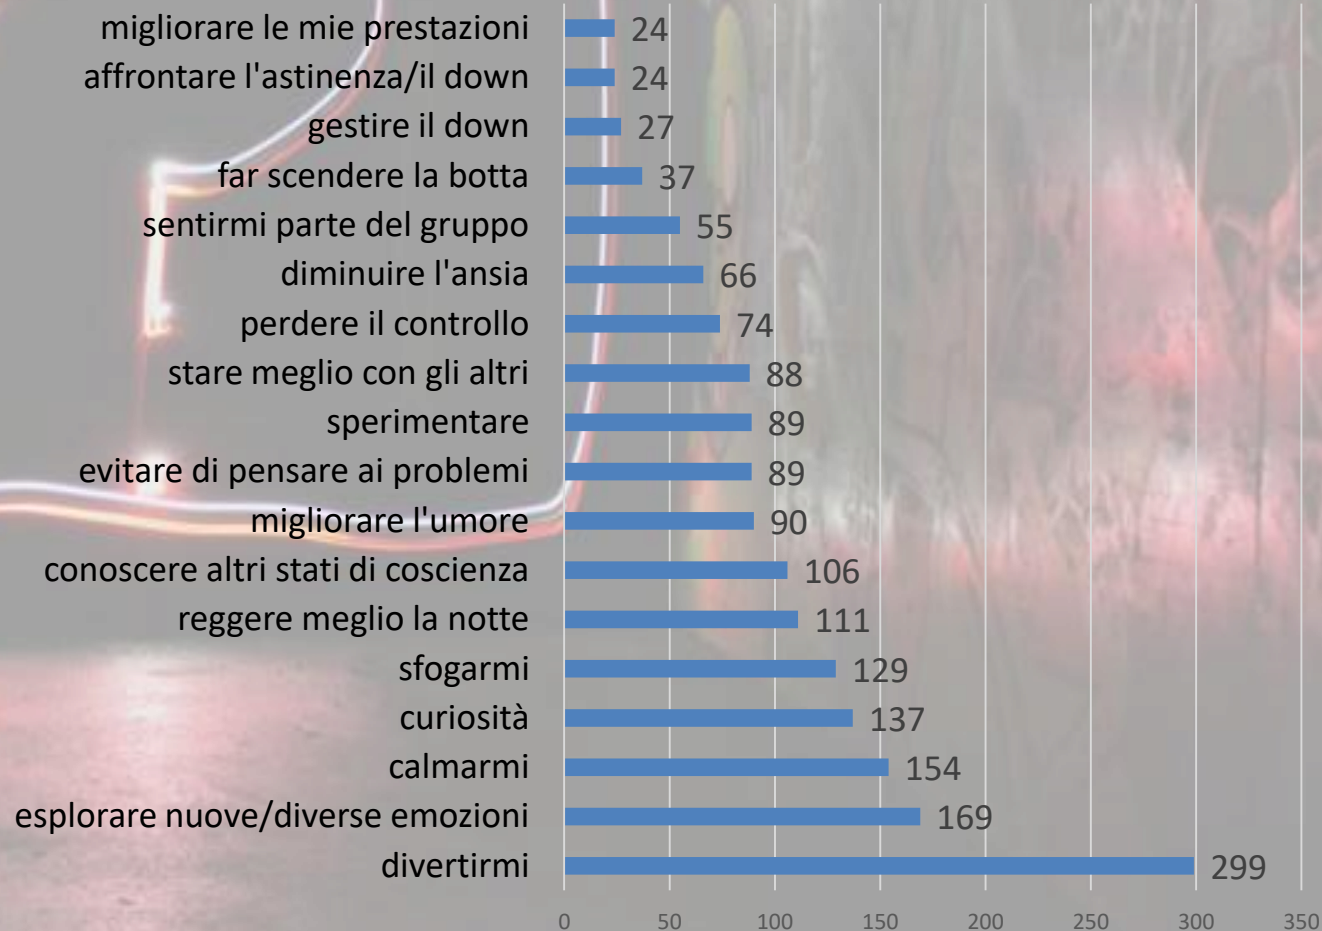 migliorare le mie prestazioni 24
affrontare l'astinenza/il down 24
gestire il down 27
far scendere la botta 37
sentirmi parte del gruppo 55
diminuire l'ansia 66
perdere il controllo 74
stare meglio con gli altri 88
sperimentare 89
evitare di pensare ai problemi 89
migliorare l'umore 90
conoscere altri stati di coscienza 106
reggere meglio la notte 111
sfogarmi 129
curiosità 137
calmarmi 154
esplorare nuove/diverse emozioni 169
divertirmi 299
0 50 100 150 200 250 300 350